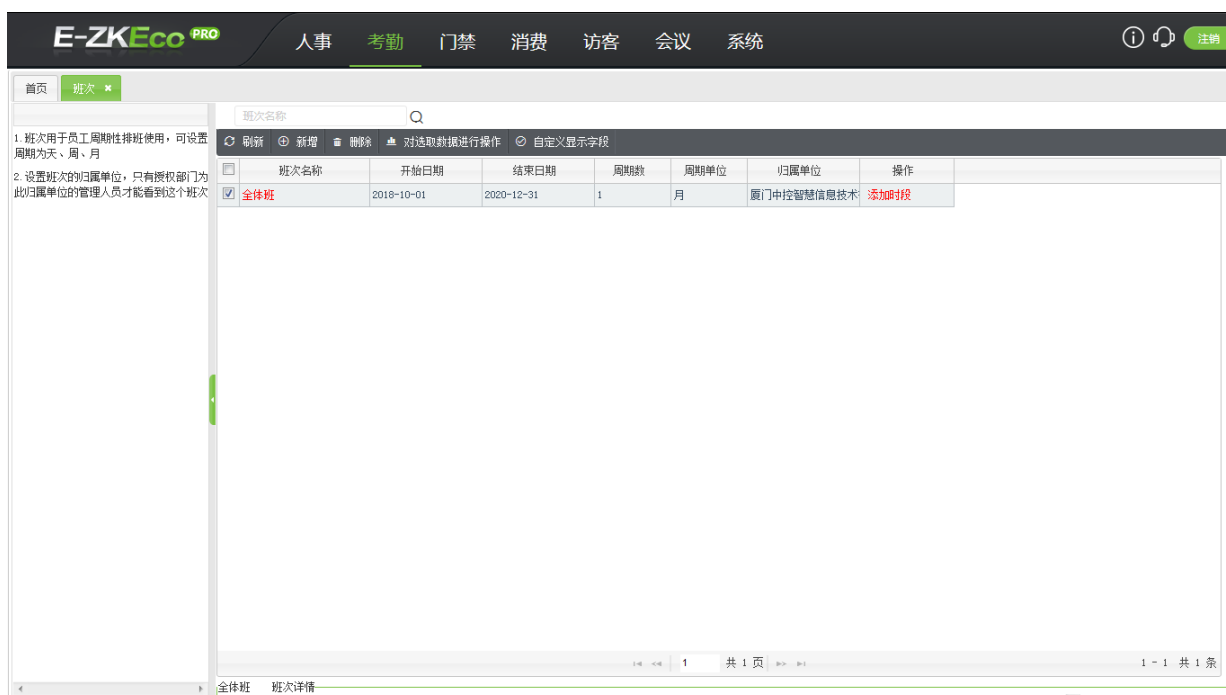 E-ZKEco PRO
人事 考勤 门禁 消费 访客 会议 系统
注销
首页 班次
班次名称
1.班次用于员工周期性排班使用，可设置
周期为天、周、月
2.设置班次的归属单位，只有授权部门为
此归属单位的管理人员才能看到这个班次
刷新 新增 删除 对选取数据进行操作 自定义显示字段
班次名称 开始日期 结束日期 周期数 周期单位 归属单位 操作
全体班 2018-10-01 2020-12-31 1 月 厦门中控智慧信息技术 添加时段
1 共 1 页
1 - 1 共 1 条
全体班 班次详情